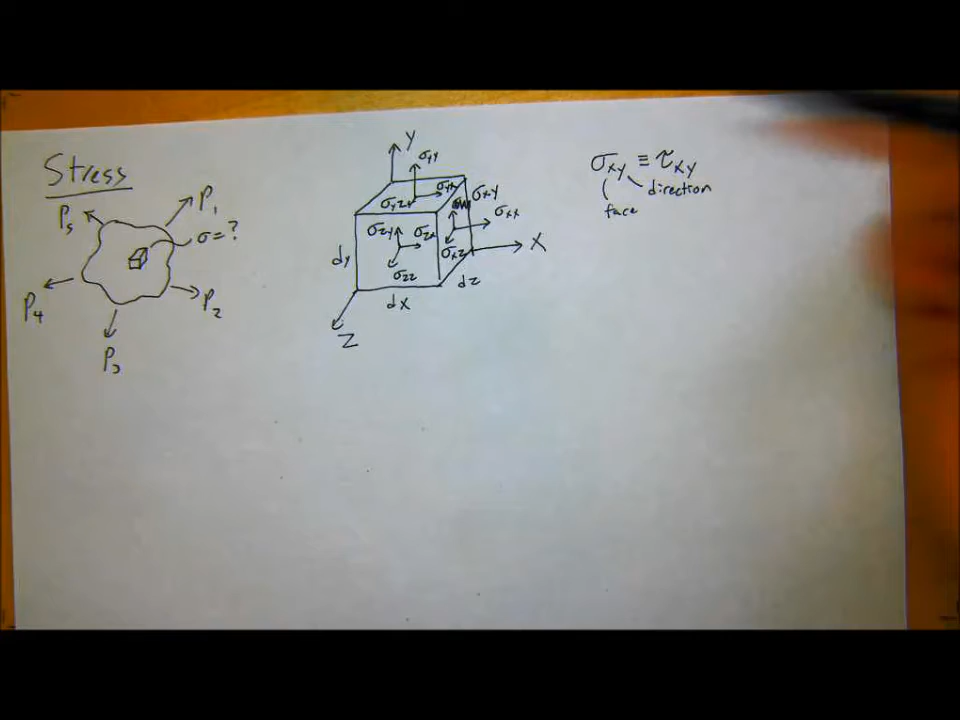 Stress
P₁
P₂
P₃
P₄
P₅
σ=?
Y
X
Z
σyy
σyx
σyz
σxy
σxx
σxz
σzy
σzx
σzz
dy
dx
dz
σxy ≡ τxy
direction
face